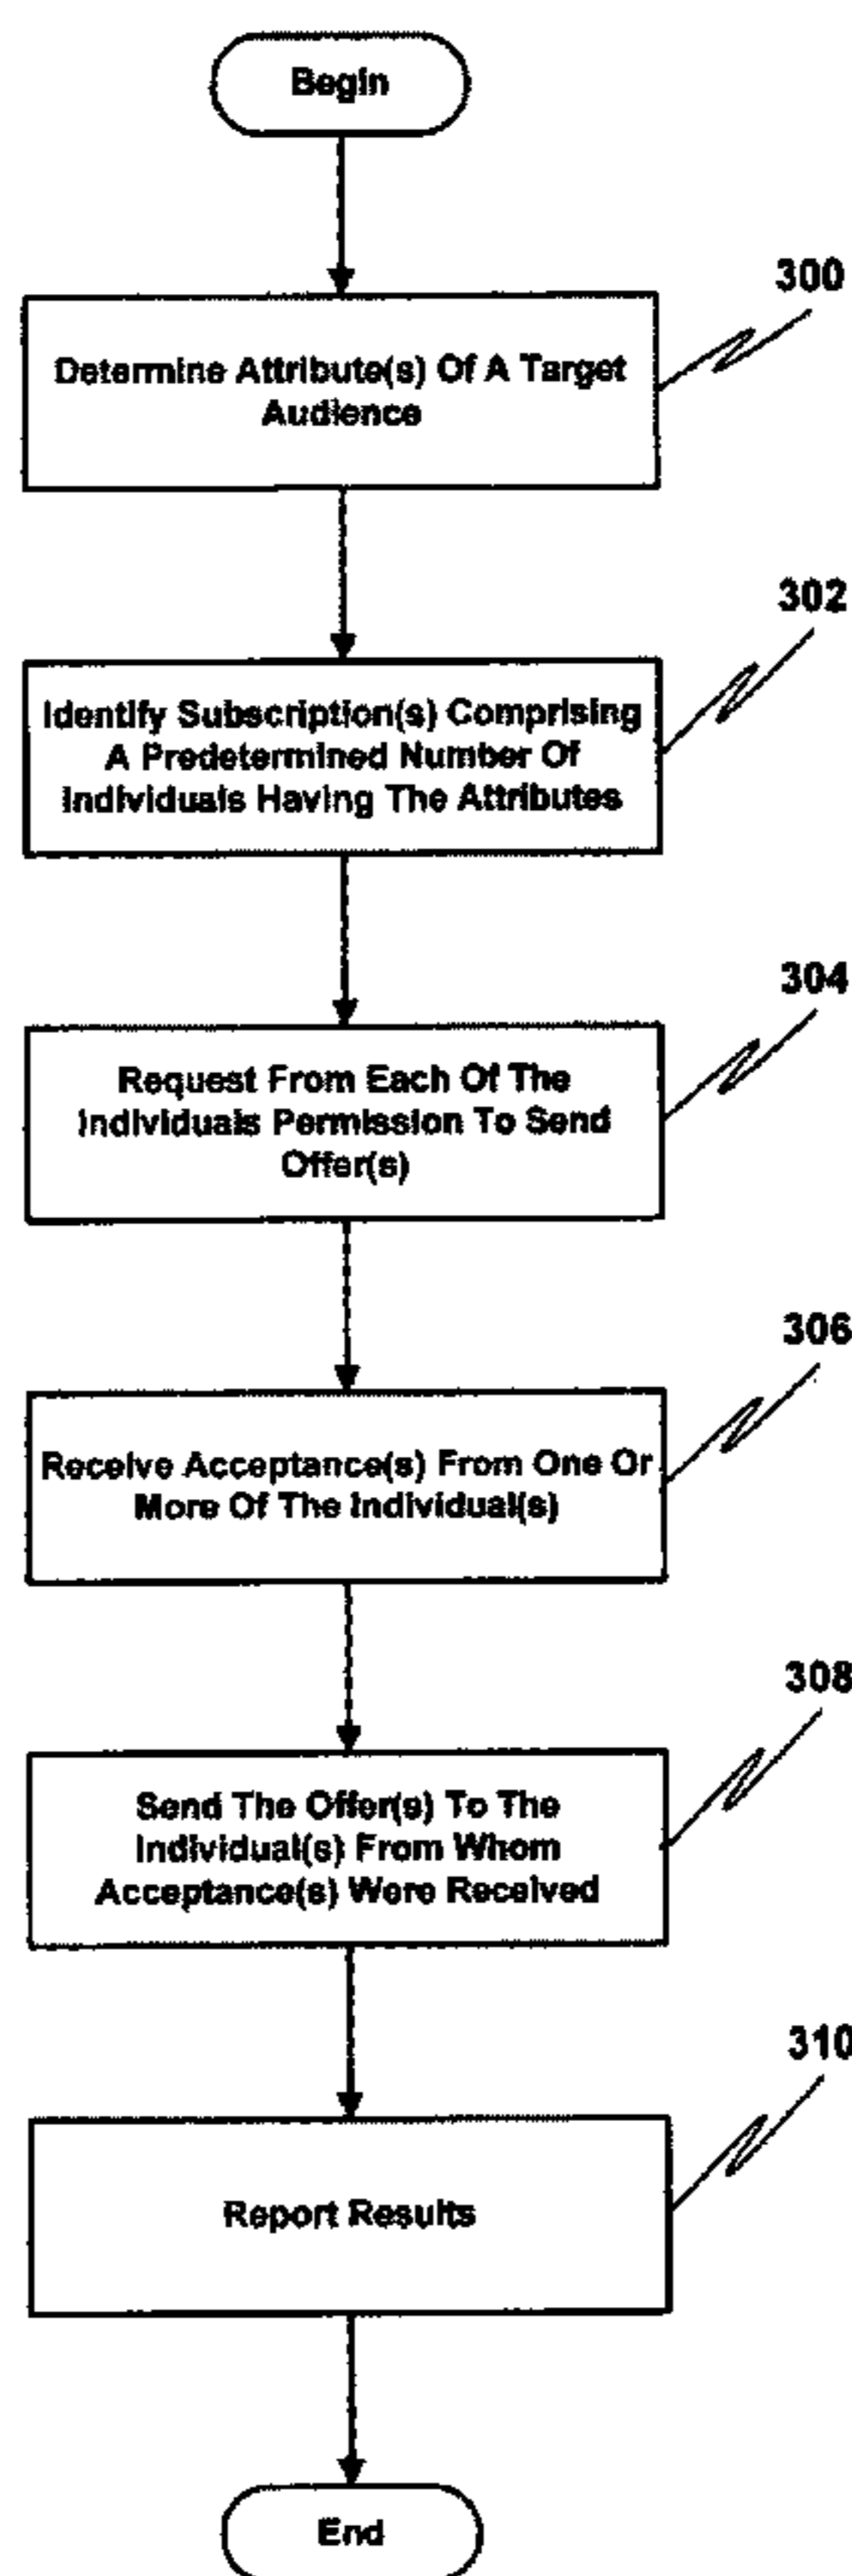 Begin
300
Determine Attribute(s) Of A Target
Audience
302
Identify Subscription(s) Comprising
A Predetermined Number Of
Individuals Having The Attributes
304
Request From Each Of The
Individuals Permission To Send
Offer(s)
306
Receive Acceptance(s) From One Or
More Of The Individual(s)
308
Send The Offer(s) To The
Individual(s) From Whom
Acceptance(s) Were Received
310
Report Results
End